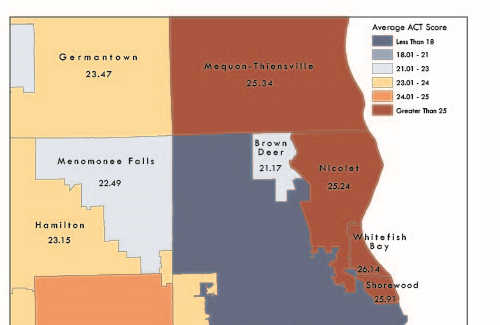 Average ACT Score
Less Than 18
18.01 - 21
21.01 - 23
23.01 - 24
24.01 - 25
Greater Than 25
Germantown
23.47
Mequon-Thiensville
25.34
Brown
Deer
21.17
Menomonee Falls
22.49
Nicolet
25.24
Hamilton
23.15
Whitefish
Bay
26.14
Shorewood
25.91